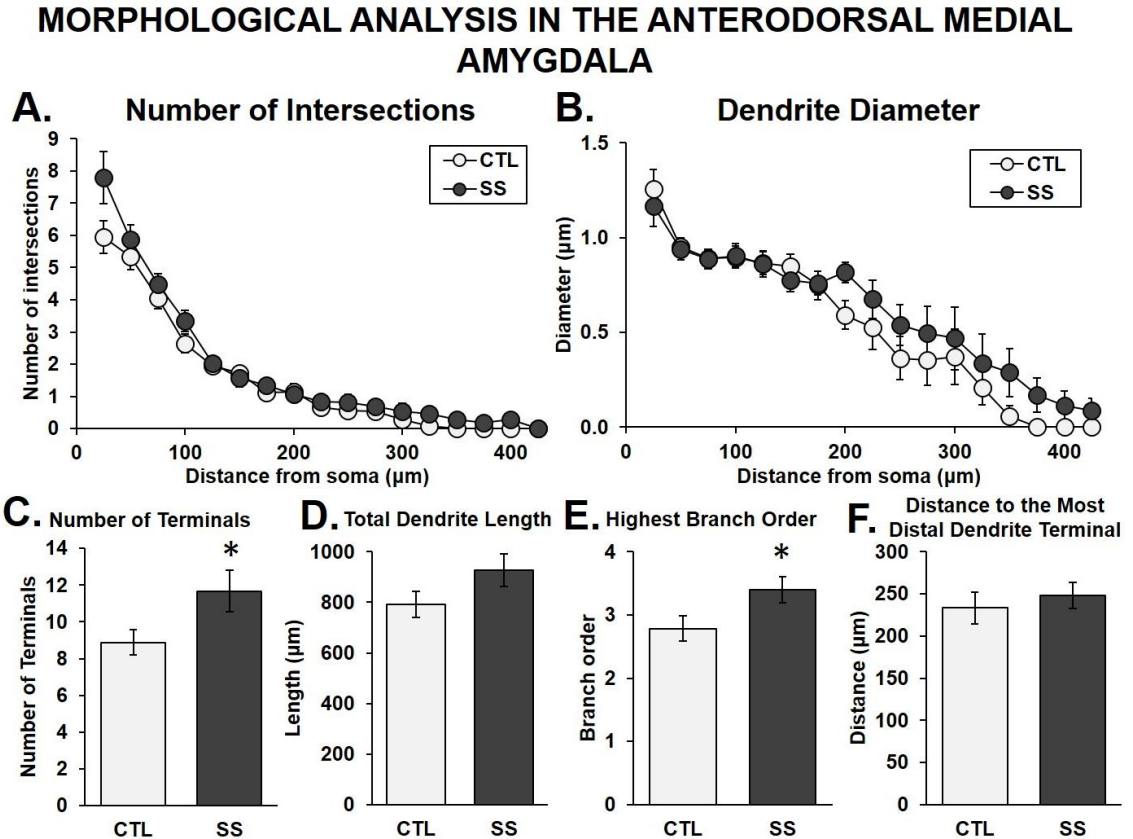 MORPHOLOGICAL ANALYSIS IN THE ANTERODORSAL MEDIAL
AMYGDALA
A. Number of Intersections
9
8
7
6
5
4
3
2
1
0
Number of intersections
CTL
SS
0 100 200 300 400
Distance from soma (µm)
B. Dendrite Diameter
1.5
1.0
0.5
0.0
Diameter (µm)
CTL
SS
0 100 200 300 400
Distance from soma (µm)
C. Number of Terminals
14
12
10
8
6
4
2
0
Number of Terminals
*
CTL SS
D. Total Dendrite Length
1000
800
600
400
200
0
Length (µm)
CTL SS
E. Highest Branch Order
4
3
2
1
0
Branch order
*
CTL SS
F. Distance to the Most
Distal Dendrite Terminal
300
250
200
150
100
50
0
Distance (µm)
CTL SS